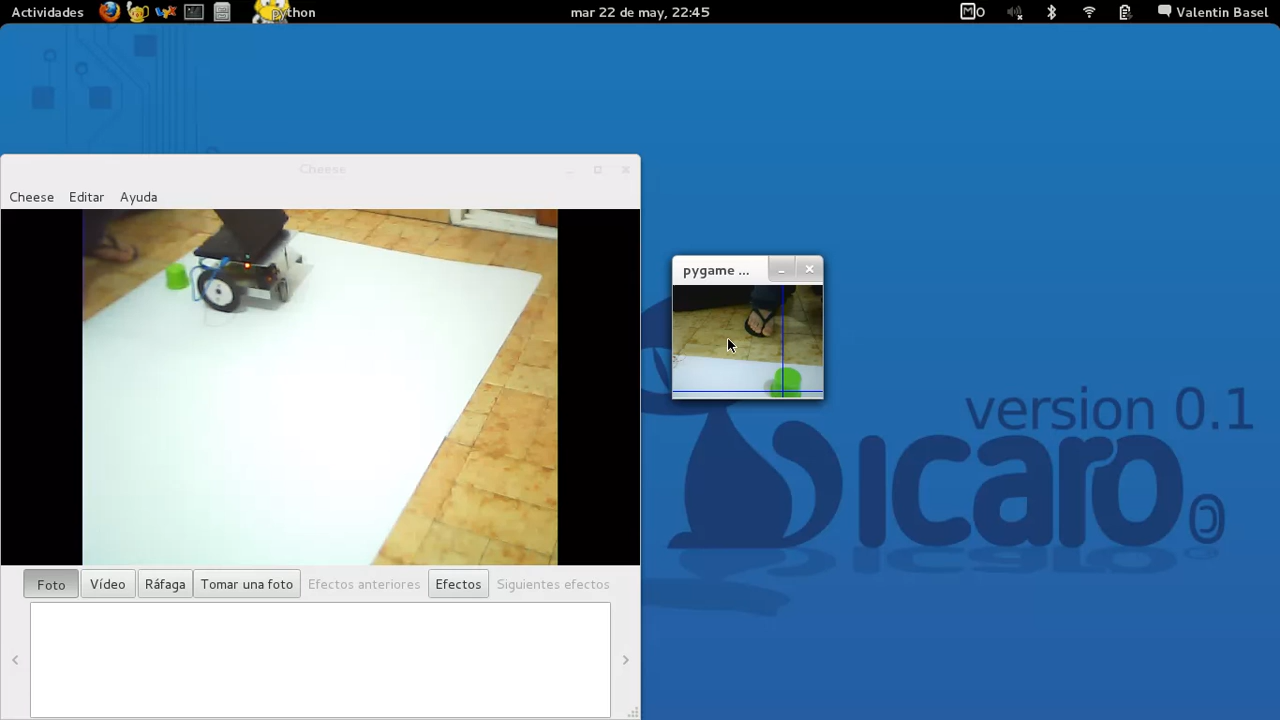 Actividades python mar 22 de may, 22:45 Valentin Basel
Cheese
Cheese Editar Ayuda
pygame ...
version 0.1
icaro
Foto Vídeo Ráfaga Tomar una foto Efectos anteriores Efectos Siguientes efectos